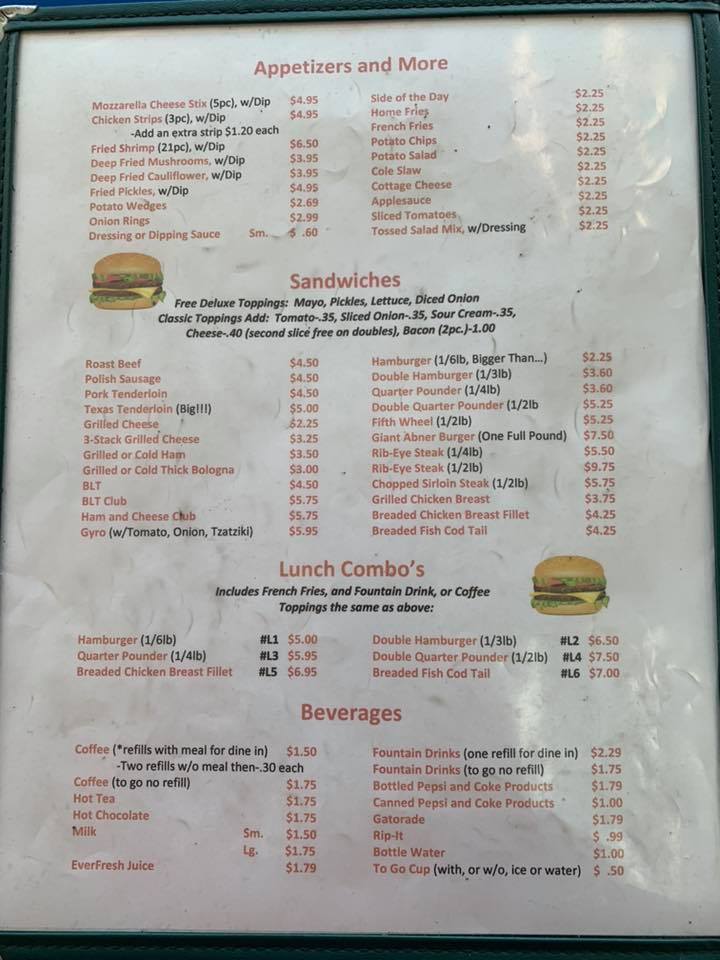 Appetizers and More
Mozzarella Cheese Stix (5pc), w/Dip $4.95
Chicken Strips (3pc), w/Dip $4.95
-Add an extra strip $1.20 each
Fried Shrimp (21pc), w/Dip $6.50
Deep Fried Mushrooms, w/Dip $3.95
Deep Fried Cauliflower, w/Dip $3.95
Fried Pickles, w/Dip $4.95
Potato Wedges $2.69
Onion Rings $2.99
Dressing or Dipping Sauce Sm. $ .60
Side of the Day $2.25
Home Fries $2.25
French Fries $2.25
Potato Chips $2.25
Potato Salad $2.25
Cole Slaw $2.25
Cottage Cheese $2.25
Applesauce $2.25
Sliced Tomatoes $2.25
Tossed Salad Mix, w/Dressing $2.25
Sandwiches
Free Deluxe Toppings: Mayo, Pickles, Lettuce, Diced Onion
Classic Toppings Add: Tomato-.35, Sliced Onion-.35, Sour Cream-.35,
Cheese-.40 (second slice free on doubles), Bacon (2pc.)-1.00
Roast Beef $4.50
Polish Sausage $4.50
Pork Tenderloin $4.50
Texas Tenderloin (Big!!!) $5.00
Grilled Cheese $2.25
3-Stack Grilled Cheese $3.25
Grilled or Cold Ham $3.50
Grilled or Cold Thick Bologna $3.00
BLT $4.50
BLT Club $5.75
Ham and Cheese Club $5.75
Gyro (w/Tomato, Onion, Tzatziki) $5.95
Hamburger (1/6lb, Bigger Than...) $2.25
Double Hamburger (1/3lb) $3.60
Quarter Pounder (1/4lb) $3.60
Double Quarter Pounder (1/2lb $5.25
Fifth Wheel (1/2lb) $5.25
Giant Abner Burger (One Full Pound) $7.50
Rib-Eye Steak (1/4lb) $5.50
Rib-Eye Steak (1/2lb) $9.75
Chopped Sirloin Steak (1/2lb) $5.75
Grilled Chicken Breast $3.75
Breaded Chicken Breast Fillet $4.25
Breaded Fish Cod Tail $4.25
Lunch Combo's
Includes French Fries, and Fountain Drink, or Coffee
Toppings the same as above:
Hamburger (1/6lb) #L1 $5.00
Quarter Pounder (1/4lb) #L3 $5.95
Breaded Chicken Breast Fillet #L5 $6.95
Double Hamburger (1/3lb) #L2 $6.50
Double Quarter Pounder (1/2lb) #L4 $7.50
Breaded Fish Cod Tail #L6 $7.00
Beverages
Coffee (*refills with meal for dine in) $1.50
-Two refills w/o meal then-.30 each
Coffee (to go no refill) $1.75
Hot Tea $1.75
Hot Chocolate $1.75
Milk Sm. $1.50
Lg. $1.75
EverFresh Juice $1.79
Fountain Drinks (one refill for dine in) $2.29
Fountain Drinks (to go no refill) $1.75
Bottled Pepsi and Coke Products $1.79
Canned Pepsi and Coke Products $1.00
Gatorade $1.79
Rip-It $ .99
Bottle Water $1.00
To Go Cup (with, or w/o, ice or water) $ .50